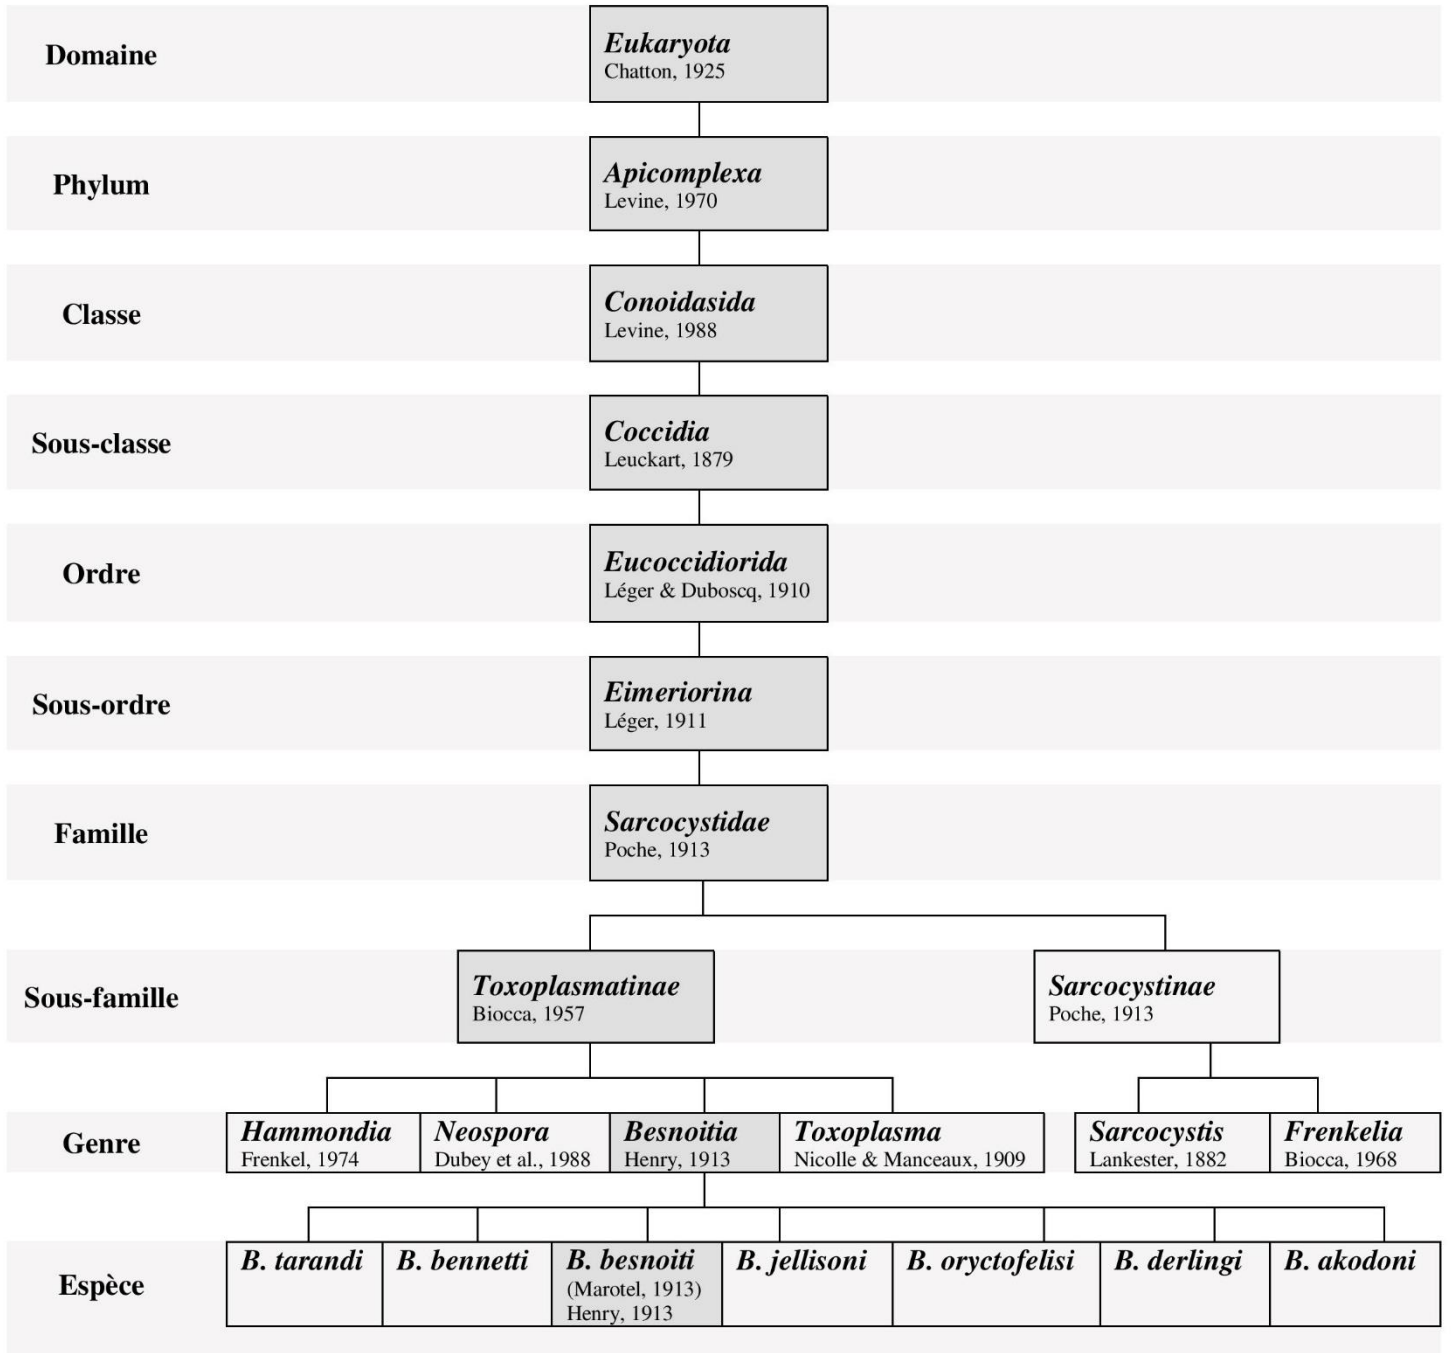 Domaine
Eukaryota
Chatton, 1925
Phylum
Apicomplexa
Levine, 1970
Classe
Conoidasida
Levine, 1988
Sous-classe
Coccidia
Leuckart, 1879
Ordre
Eucoccidiorida
Léger & Duboscq, 1910
Sous-ordre
Eimeriorina
Léger, 1911
Famille
Sarcocystidae
Poche, 1913
Sous-famille
Toxoplasmatinae
Biocca, 1957
Sarcocystinae
Poche, 1913
Genre
Hammondia
Frenkel, 1974
Neospora
Dubey et al., 1988
Besnoitia
Henry, 1913
Toxoplasma
Nicolle & Manceaux, 1909
Sarcocystis
Lankester, 1882
Frenkelia
Biocca, 1968
Espèce
B. tarandi
B. bennetti
B. besnoiti
(Marotel, 1913)
Henry, 1913
B. jellisoni
B. oryctofelisi
B. derlingi
B. akodoni